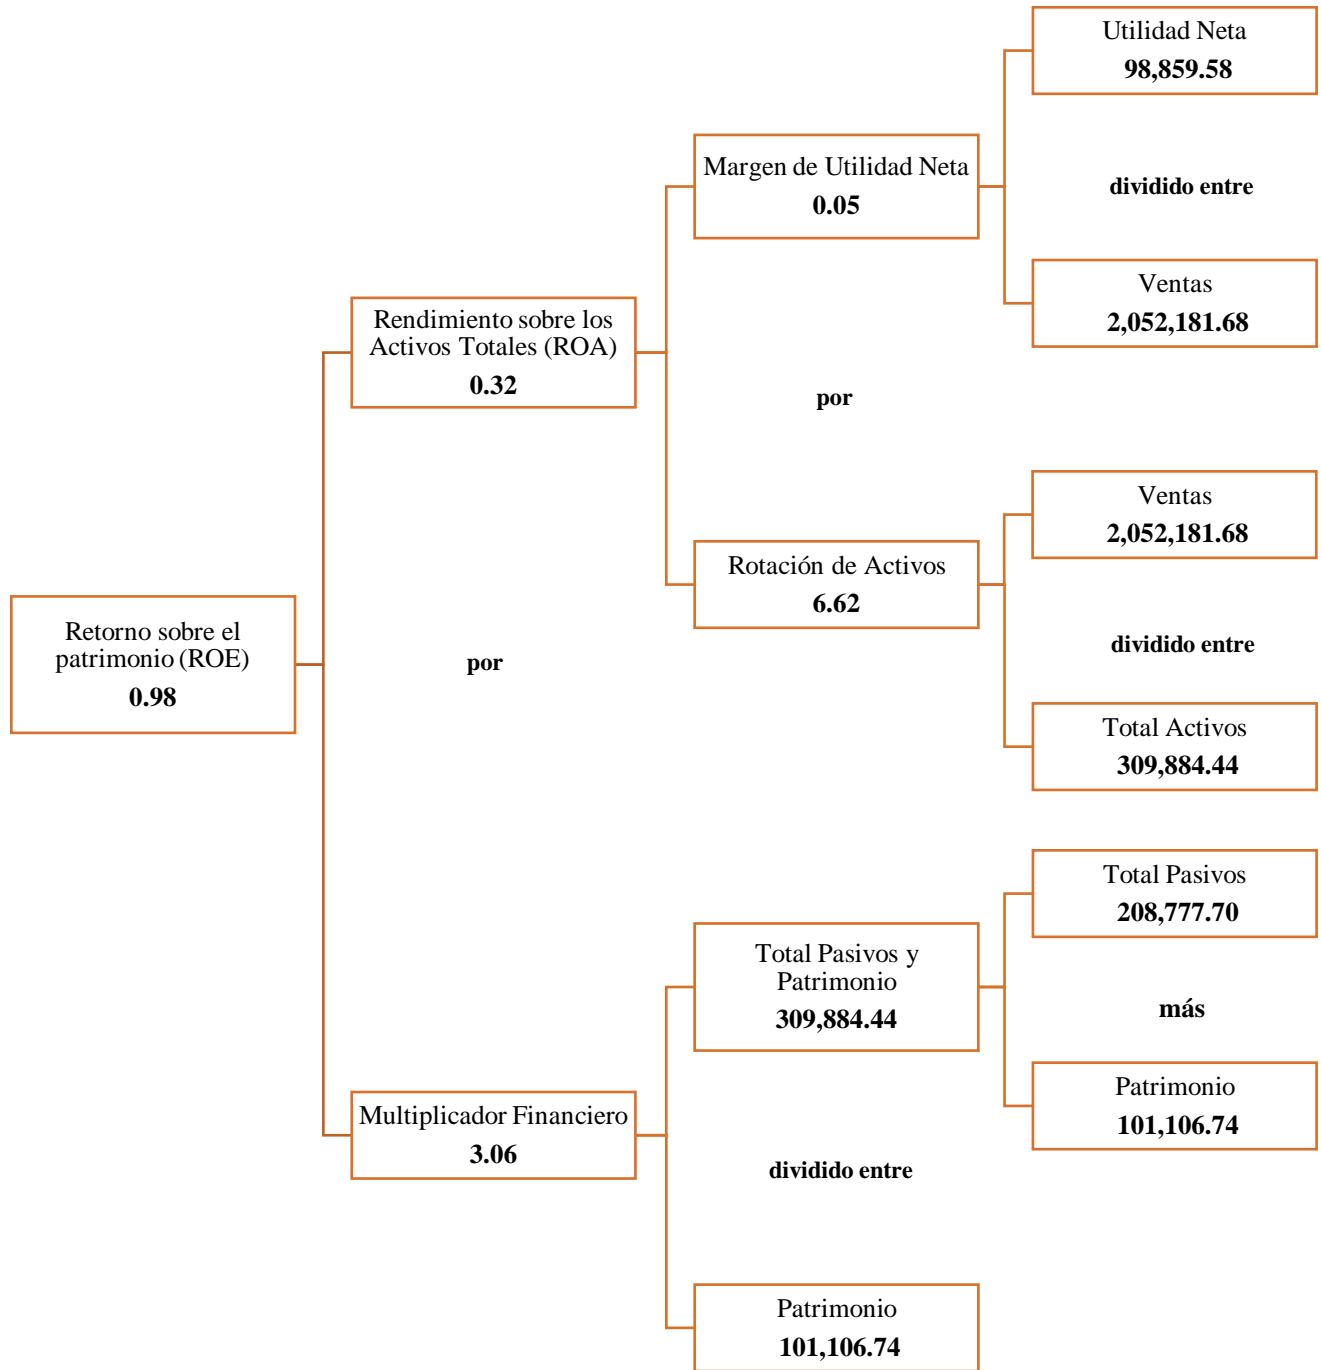 Utilidad Neta
98,859.58
Margen de Utilidad Neta
0.05
dividido entre
Ventas
2,052,181.68
Rendimiento sobre los
Activos Totales (ROA)
0.32
por
Ventas
2,052,181.68
Rotación de Activos
6.62
Retorno sobre el
patrimonio (ROE)
0.98
por
dividido entre
Total Activos
309,884.44
Total Pasivos
208,777.70
Total Pasivos y
Patrimonio
309,884.44
más
Patrimonio
101,106.74
Multiplicador Financiero
3.06
dividido entre
Patrimonio
101,106.74